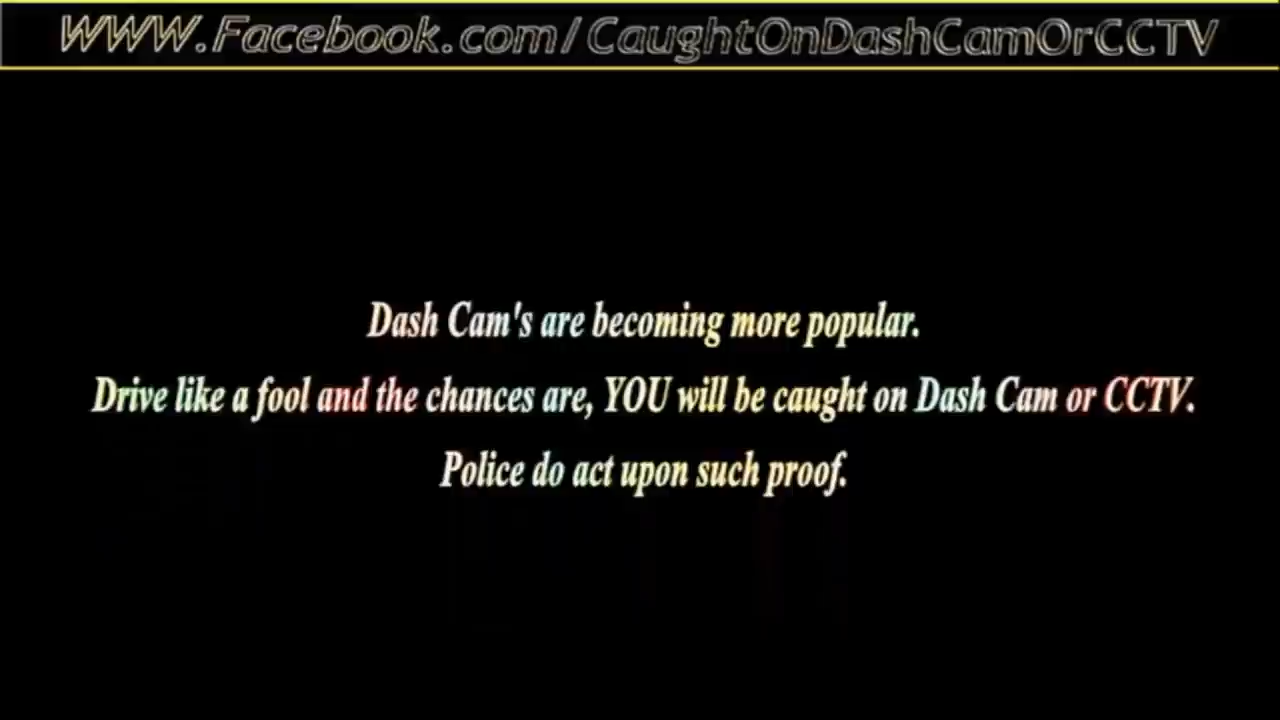 WWW.Facebook.com/CaughtOnDashCamOrCCTV
Dash Cam's are becoming more popular.
Drive like a fool and the chances are, YOU will be caught on Dash Cam or CCTV.
Police do act upon such proof.